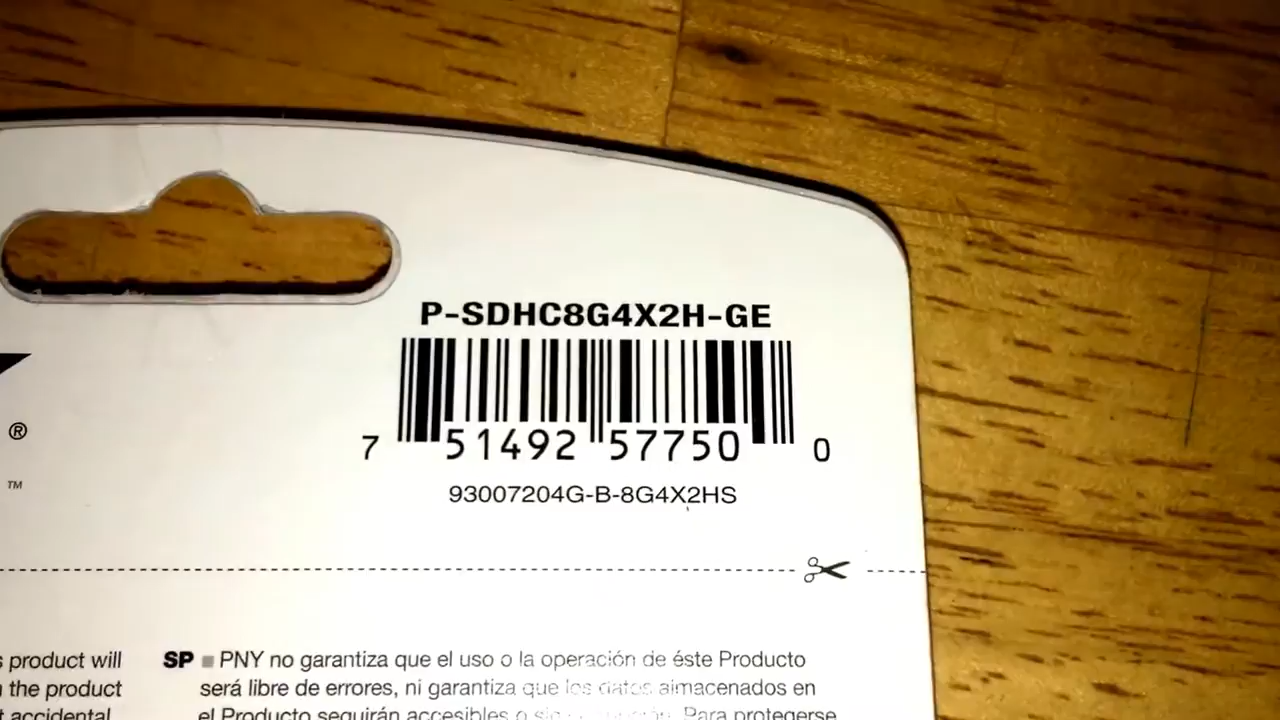 P-SDHC8G4X2H-GE
7 51492 57750 0
93007204G-B-8G4X2HS
®
™
product will
the product
accidental
SP ■ PNY no garantiza que el uso o la operación de éste Producto
será libre de errores, ni garantiza que los datos almacenados en
el Producto seguirán accesibles o sin Para protegerse